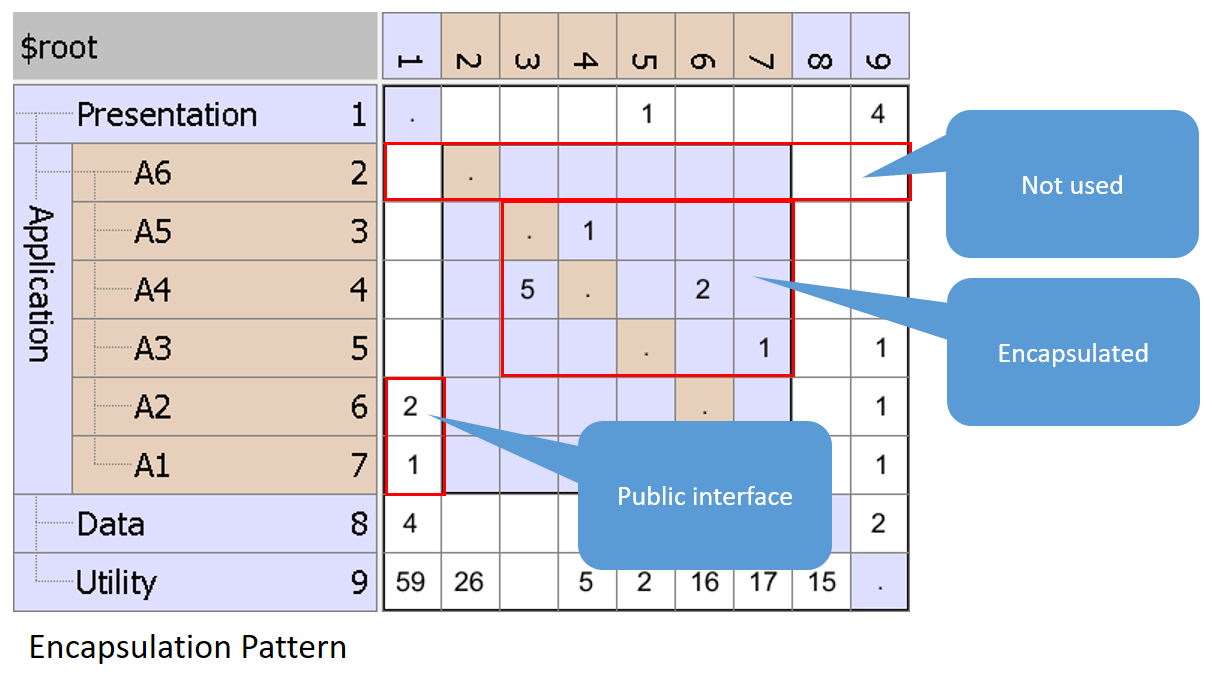 $root 1 2 3 4 5 6 7 8 9
Presentation 1 . 1 4
Application
A6 2 .
Not used
A5 3 . 1
A4 4 5 . 2
Encapsulated
A3 5 . 1 1
A2 6 2 . 1
A1 7 1 1
Public interface
Data 8 4 2
Utility 9 59 26 5 2 16 17 15 .
Encapsulation Pattern